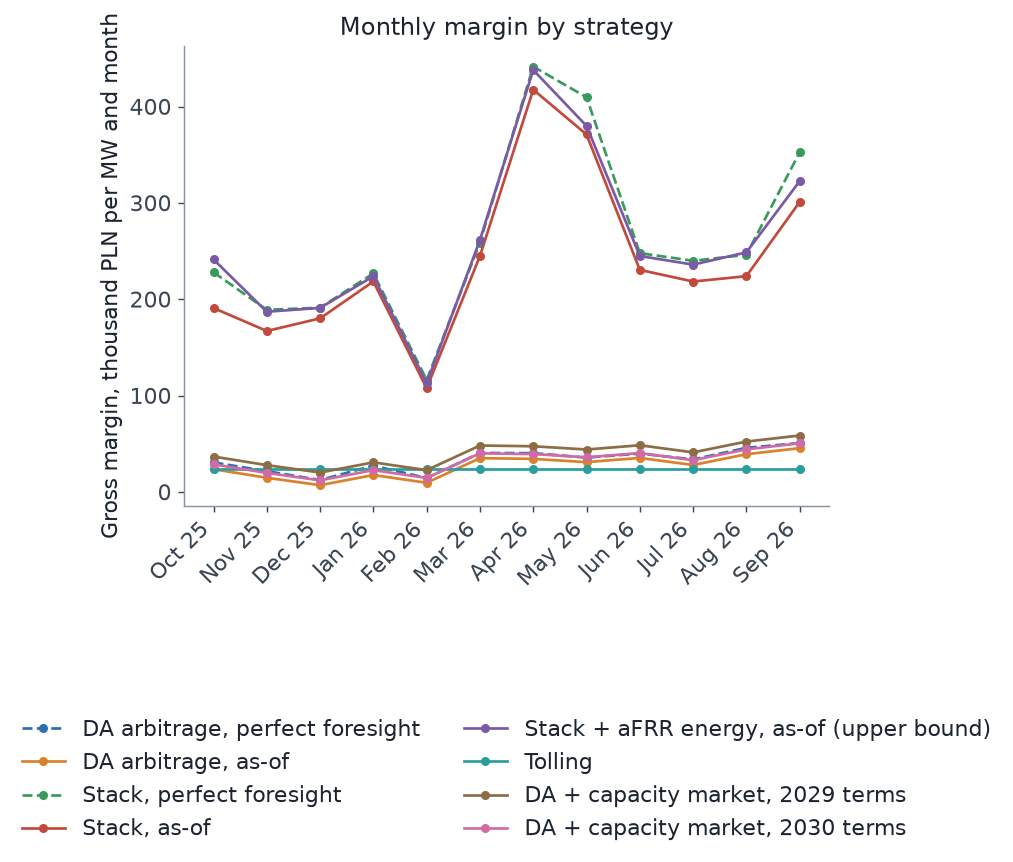 Monthly margin by strategy
Gross margin, thousand PLN per MW and month
400
300
200
100
0
Oct 25
Nov 25
Dec 25
Jan 26
Feb 26
Mar 26
Apr 26
May 26
Jun 26
Jul 26
Aug 26
Sep 26
DA arbitrage, perfect foresight
DA arbitrage, as-of
Stack, perfect foresight
Stack, as-of
Stack + aFRR energy, as-of (upper bound)
Tolling
DA + capacity market, 2029 terms
DA + capacity market, 2030 terms